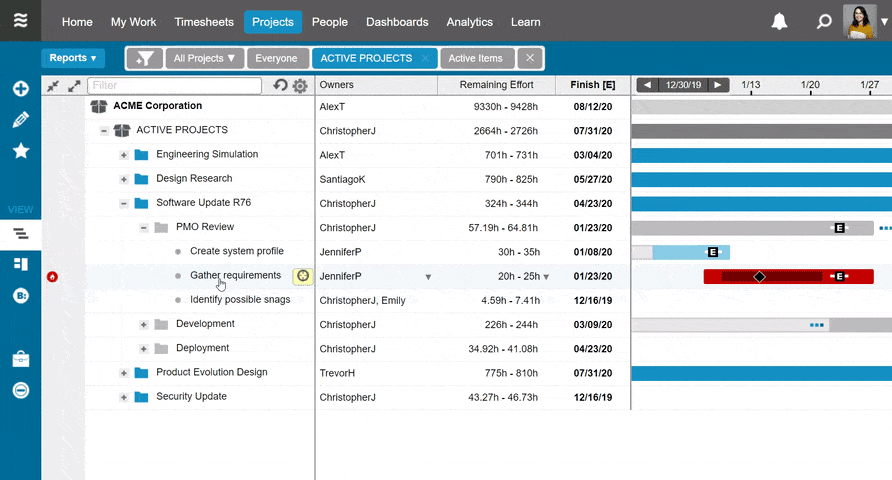 Home My Work Timesheets Projects People Dashboards Analytics Learn
Reports All Projects Everyone ACTIVE PROJECTS Active Items
Filter Owners Remaining Effort Finish [E] 12/30/19 1/13 1/20 1/27
ACME Corporation AlexT 9330h - 9428h 08/12/20
ACTIVE PROJECTS ChristopherJ 2664h - 2726h 07/31/20
Engineering Simulation AlexT 701h - 731h 03/04/20
Design Research SantiagoK 790h - 825h 05/27/20
Software Update R76 ChristopherJ 324h - 344h 04/23/20
VIEW
PMO Review ChristopherJ 57.19h - 64.81h 01/23/20 E
Create system profile JenniferP 30h - 35h 01/08/20 E
Gather requirements JenniferP 20h - 25h 01/23/20 E
Identify possible snags ChristopherJ, Emily 4.59h - 7.41h 12/16/19
B:
Development ChristopherJ 226h - 244h 03/09/20
Deployment ChristopherJ 34.92h - 41.08h 04/23/20
Product Evolution Design TrevorH 775h - 810h 07/31/20
Security Update ChristopherJ 43.27h - 46.73h 12/16/19